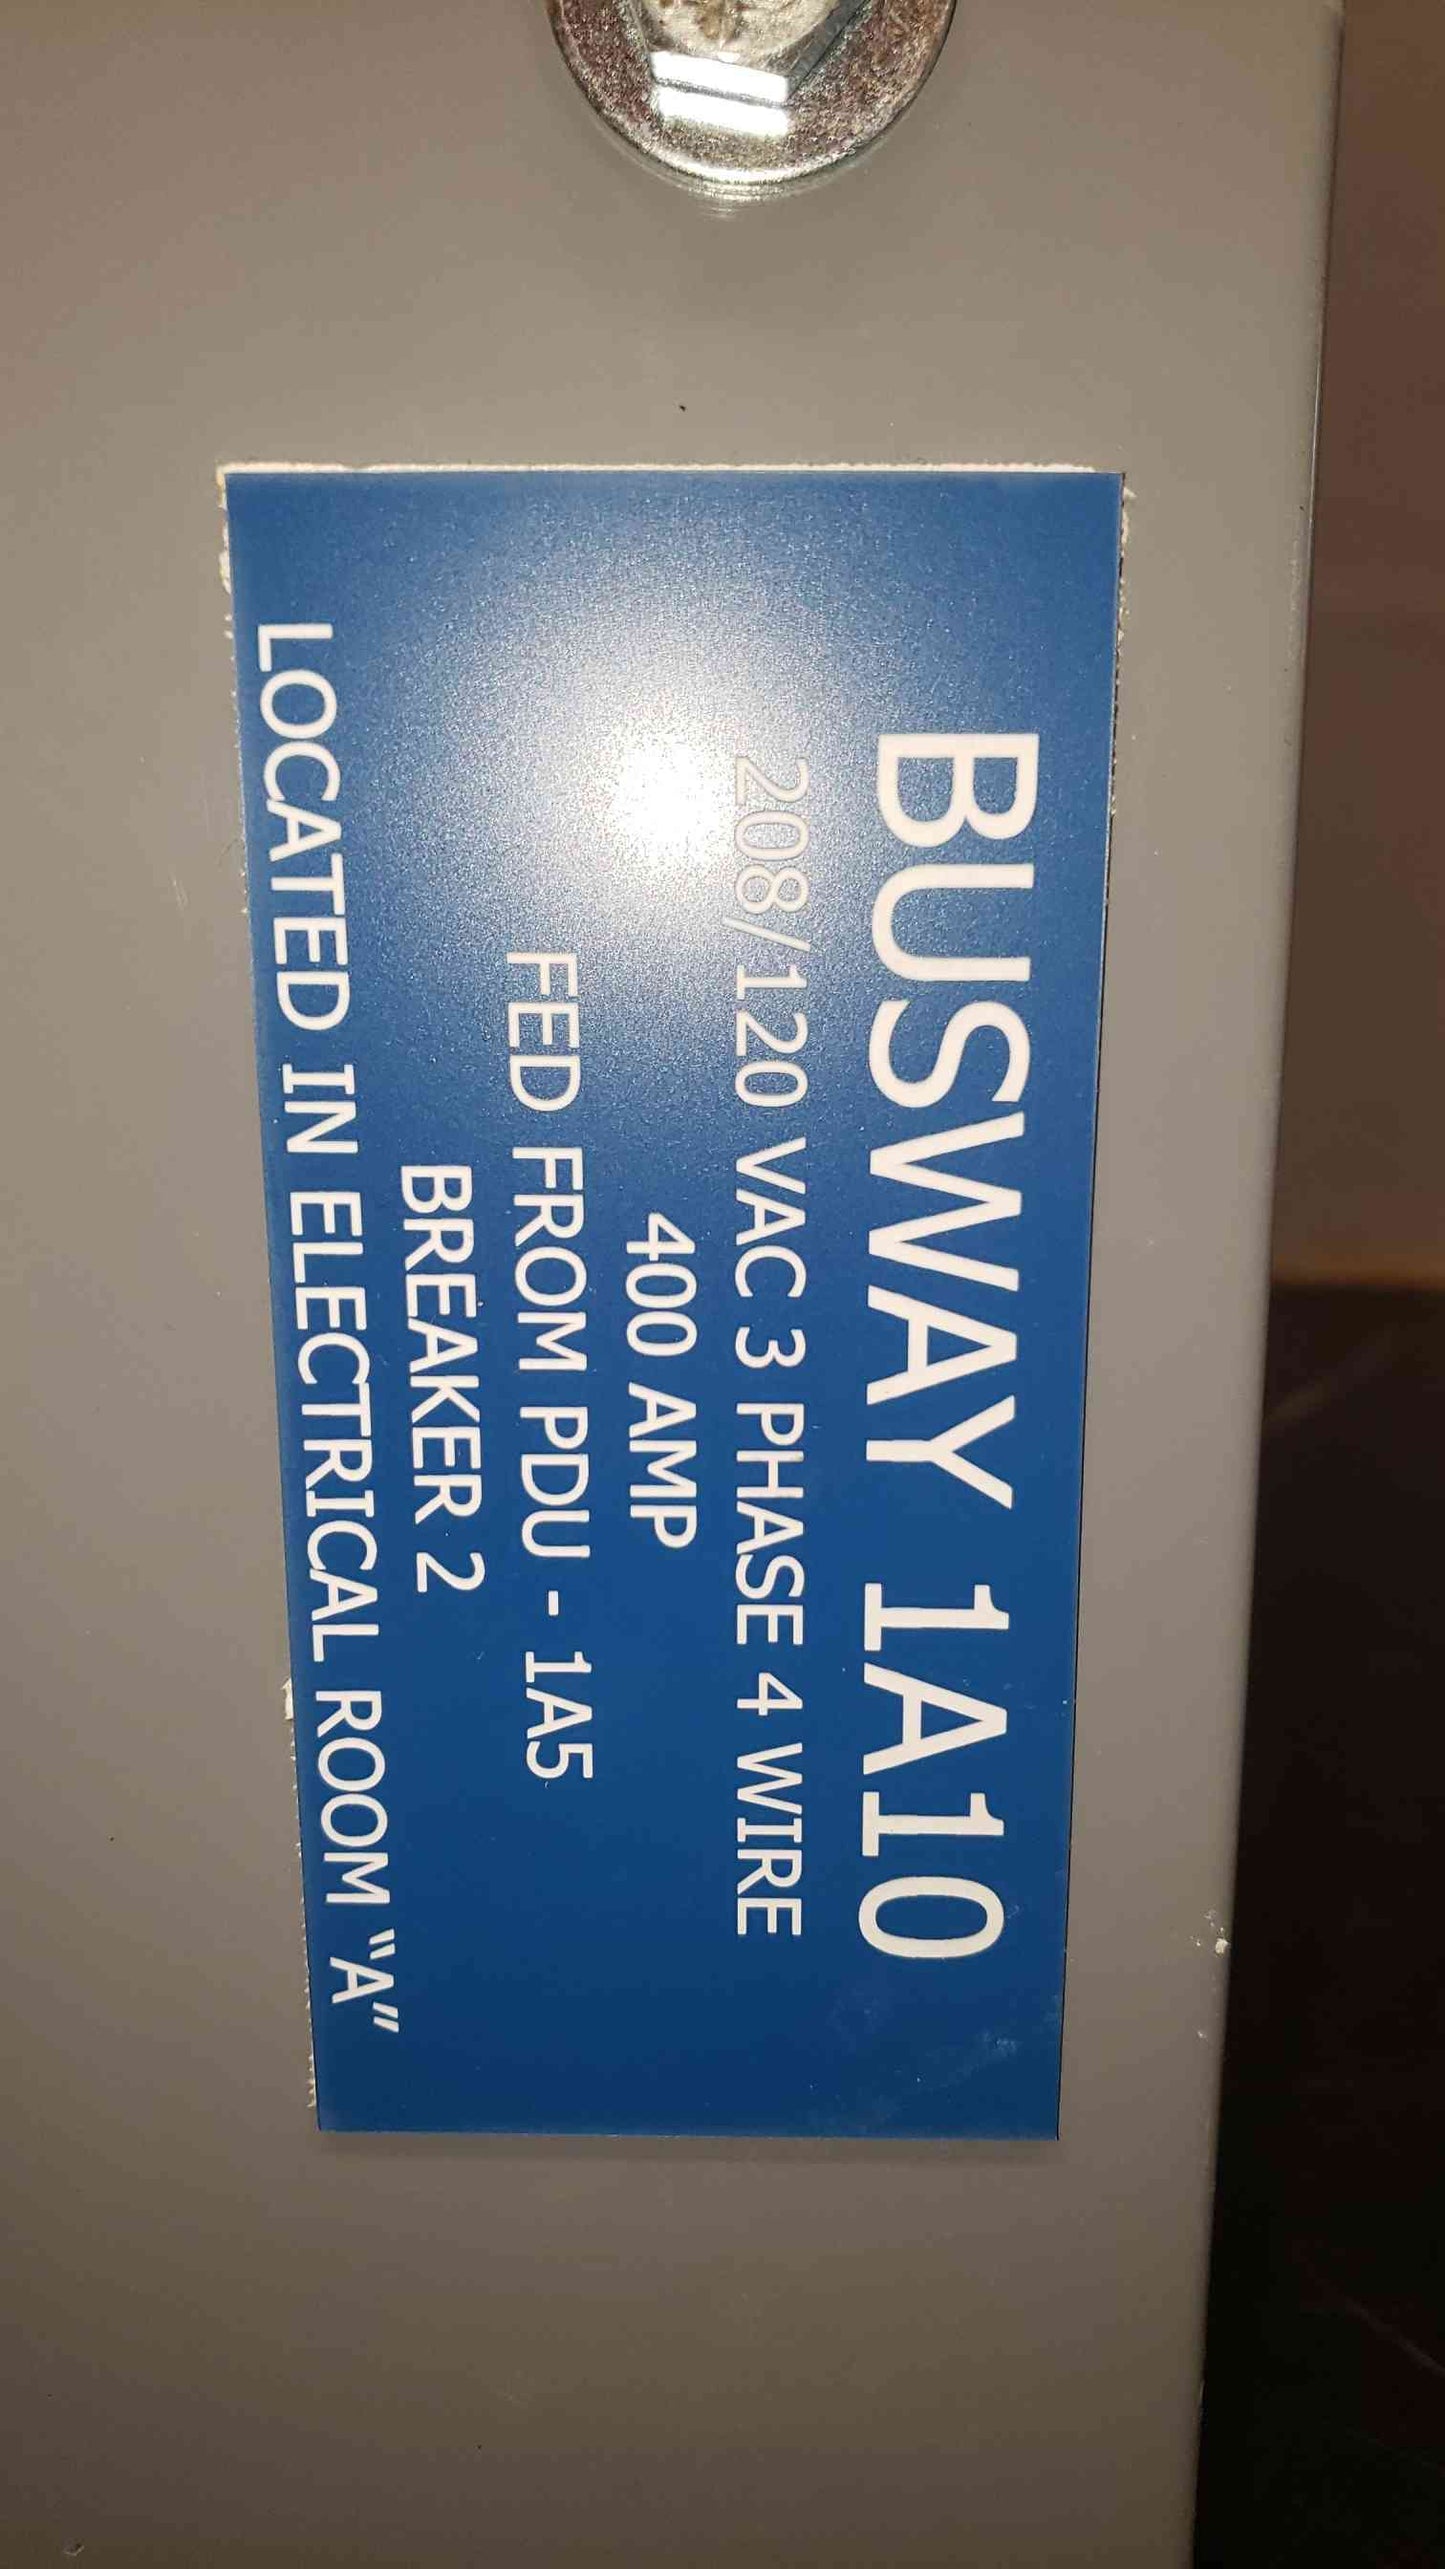 BUSWAY 1A10
208/120 VAC 3 PHASE 4 WIRE
400 AMP
FED FROM PDU - 1A5
BREAKER 2
LOCATED IN ELECTRICAL ROOM “A”